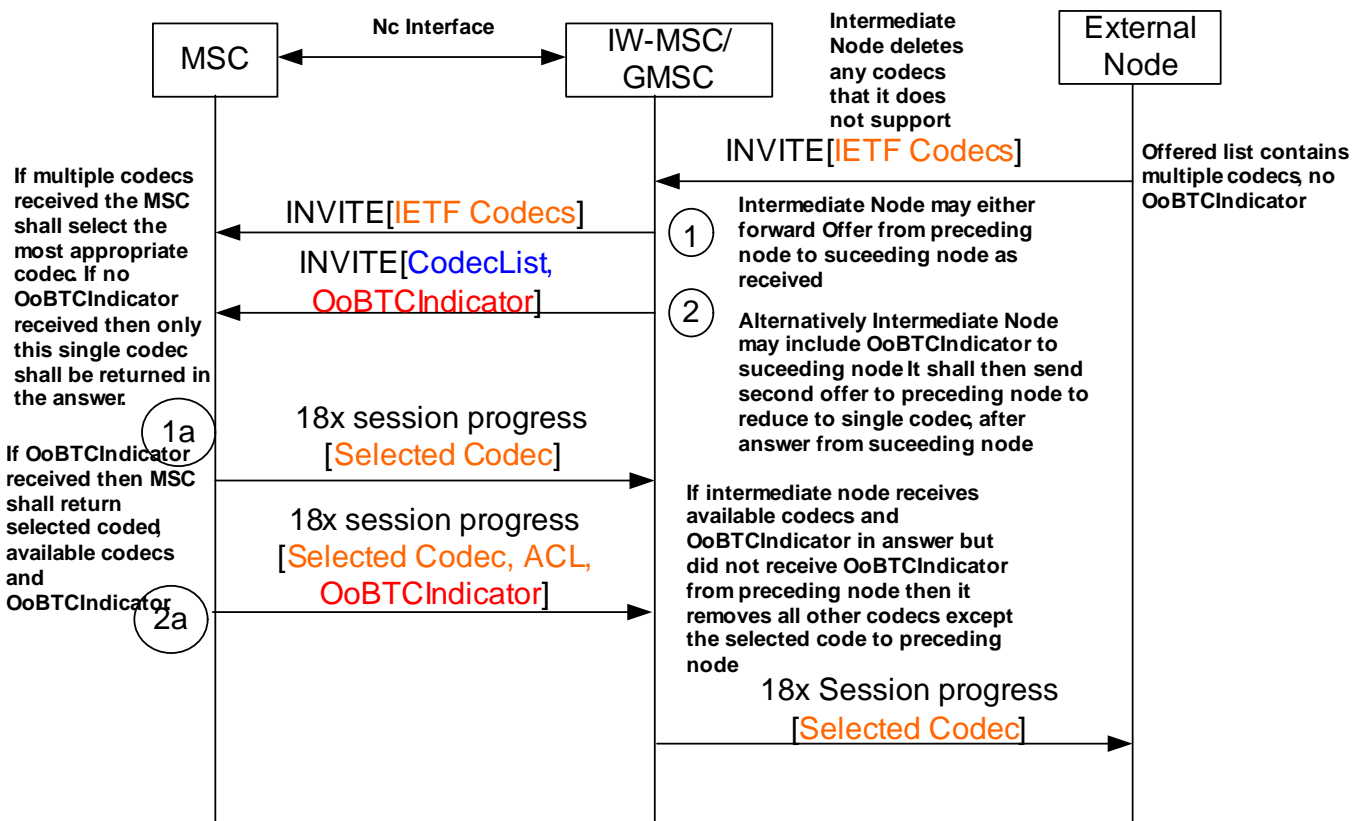 MSC
Nc Interface
IW-MSC/
GMSC
Intermediate
Node deletes
any codecs
that it does
not support
External
Node
INVITE[IETF Codecs]
Offered list contains
multiple codecs, no
OoBTCIndicator
If multiple codecs
received the MSC
shall select the
most appropriate
codec. If no
OoBTCIndicator
received then only
this single codec
shall be returned in
the answer.
INVITE[IETF Codecs]
1
Intermediate Node may either
forward Offer from preceding
node to suceeding node as
received
INVITE[CodecList,
OoBTCIndicator]
2
Alternatively Intermediate Node
may include OoBTCIndicator to
suceeding node It shall then send
second offer to preceding node to
reduce to single codec, after
answer from suceeding node
1a
18x session progress
[Selected Codec]
If OoBTCIndicator
received then MSC
shall return
selected coded,
available codecs
and
OoBTCIndicator
2a
18x session progress
[Selected Codec, ACL,
OoBTCIndicator]
If intermediate node receives
available codecs and
OoBTCIndicator in answer but
did not receive OoBTCIndicator
from preceding node then it
removes all other codecs except
the selected code to preceding
node
18x Session progress
[Selected Codec]